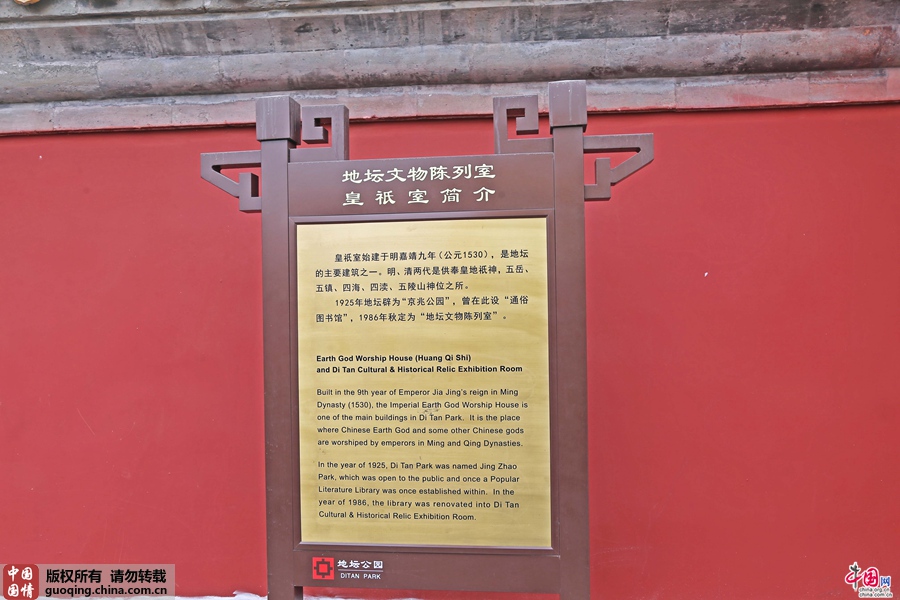 地坛文物陈列室
皇祇室简介
皇祇室始建于明嘉靖九年（公元1530），是地坛
的主要建筑之一。明、清两代是供奉皇地祇神，五岳、
五镇、四海、四渎、五陵山神位之所。
1925年地坛辟为“京兆公园”，曾在此设“通俗
图书馆”，1986年秋定为“地坛文物陈列室”。
Earth God Worship House (Huang Qi Shi)
and Di Tan Cultural & Historical Relic Exhibition Room
Built in the 9th year of Emperor Jia Jing's reign in Ming
Dynasty (1530), the Imperial Earth God Worship House is
one of the main buildings in Di Tan Park. It is the place
where Chinese Earth God and some other Chinese gods
are worshiped by emperors in Ming and Qing Dynasties.
In the year of 1925, Di Tan Park was named Jing Zhao
Park, which was open to the public and once a Popular
Literature Library was once established within. In the
year of 1986, the library was renovated into Di Tan
Cultural & Historical Relic Exhibition Room.
地坛公园
DITAN PARK
中国国情
版权所有 请勿转载
guoqing.china.com.cn
中国网
china.org.cn
china.com.cn